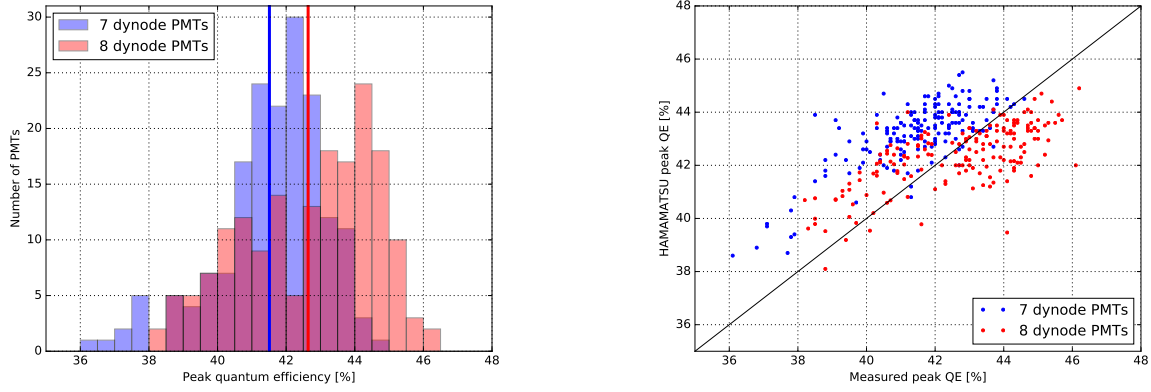 30
25
20
15
10
5
0
Number of PMTs
7 dynode PMTs
8 dynode PMTs
36 38 40 42 44 46 48
Peak quantum efficiency [%]
48
46
44
42
40
38
36
HAMAMATSU peak QE [%]
7 dynode PMTs
8 dynode PMTs
36 38 40 42 44 46 48
Measured peak QE [%]